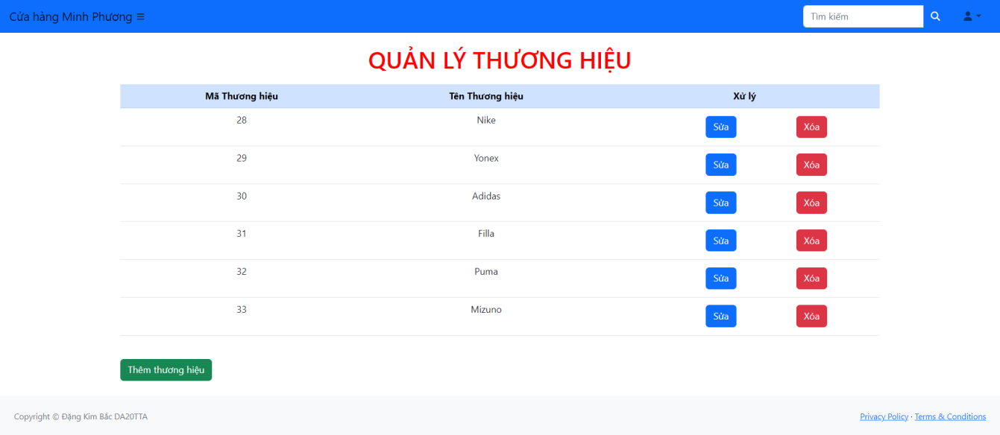 Cửa hàng Minh Phương
Tìm kiếm
QUẢN LÝ THƯƠNG HIỆU
Mã Thương hiệu Tên Thương hiệu Xử lý
28 Nike Sửa Xóa
29 Yonex Sửa Xóa
30 Adidas Sửa Xóa
31 Filla Sửa Xóa
32 Puma Sửa Xóa
33 Mizuno Sửa Xóa
Thêm thương hiệu
Copyright © Đặng Kim Bắc DA20TTA Privacy Policy · Terms & Conditions